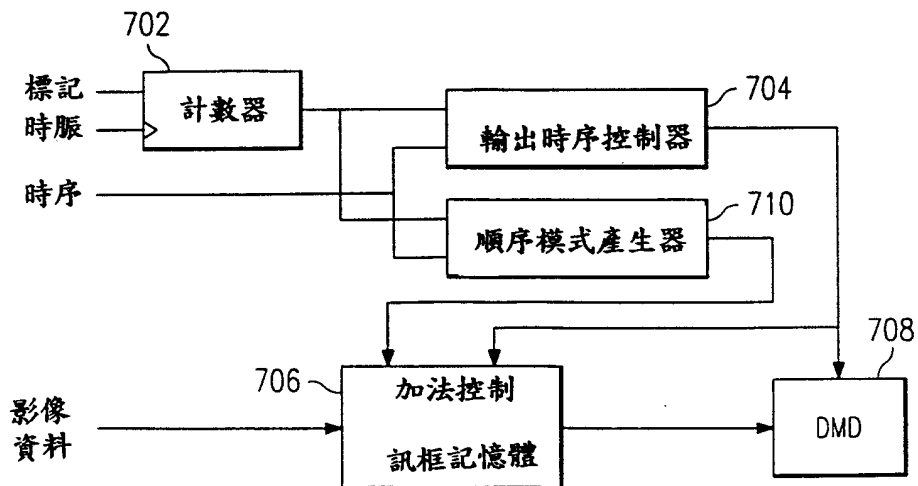 702
標記
時脈
計數器
704
輸出時序控制器
時序
710
順序模式產生器
706
加法控制
訊框記憶體
708
DMD
影像
資料